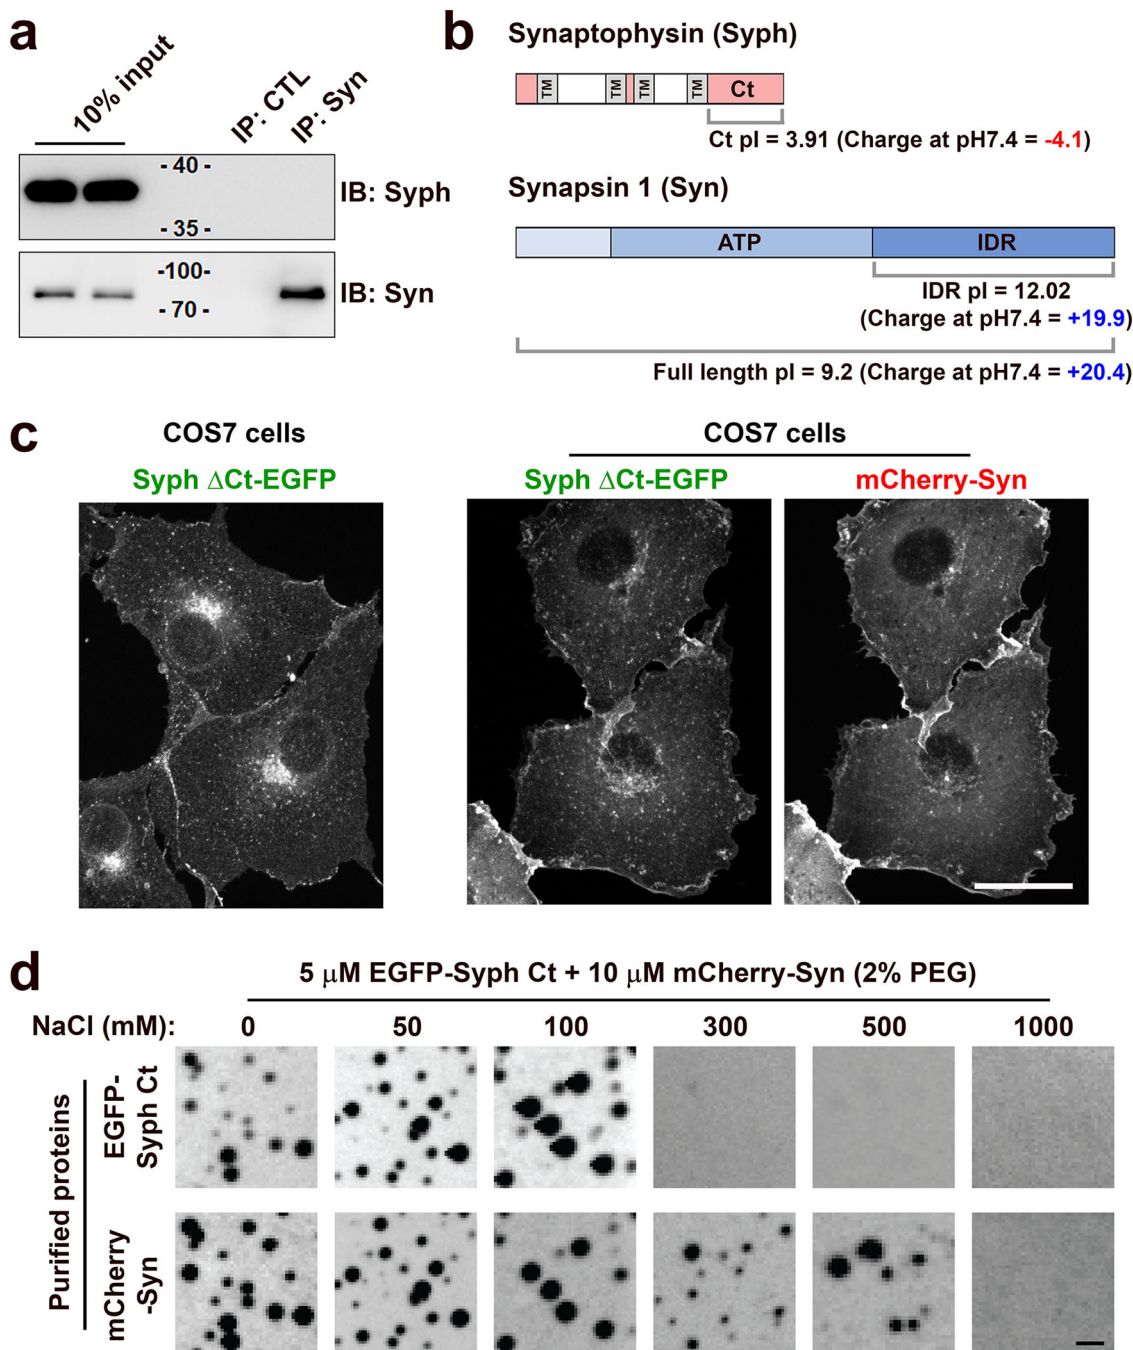 a
10% input
IP: CTL
IP: Syn
- 40 -
- 35 -
IB: Syph
-100-
- 70 -
IB: Syn
b
Synaptophysin (Syph)
TM
TM
TM
TM
Ct
Ct pI = 3.91 (Charge at pH7.4 = -4.1)
Synapsin 1 (Syn)
ATP
IDR
IDR pI = 12.02
(Charge at pH7.4 = +19.9)
Full length pI = 9.2 (Charge at pH7.4 = +20.4)
c
COS7 cells
Syph ΔCt-EGFP
COS7 cells
Syph ΔCt-EGFP
mCherry-Syn
d
5 μM EGFP-Syph Ct + 10 μM mCherry-Syn (2% PEG)
NaCl (mM):
0
50
100
300
500
1000
Purified proteins
EGFP-
Syph Ct
mCherry
-Syn